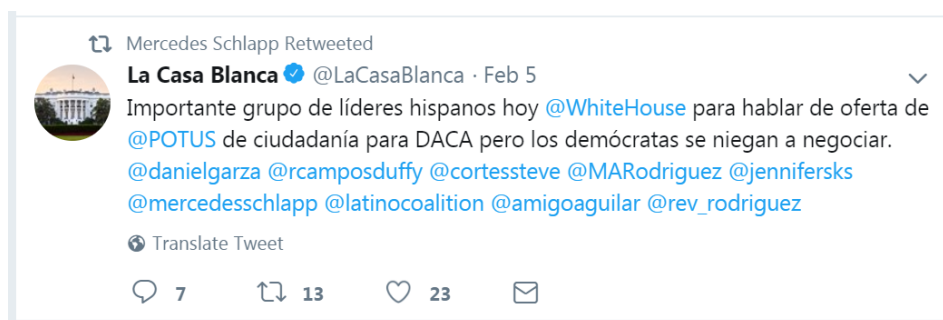 Mercedes Schlapp Retweeted
La Casa Blanca @LaCasaBlanca · Feb 5
Importante grupo de líderes hispanos hoy @WhiteHouse para hablar de oferta de
@POTUS de ciudadanía para DACA pero los demócratas se niegan a negociar.
@danielgarza @rcamposduffy @cortessteve @MARodriguez @jennifersks
@mercedesschlapp @latinocoalition @amigoaguilar @rev_rodriguez
Translate Tweet
7 13 23